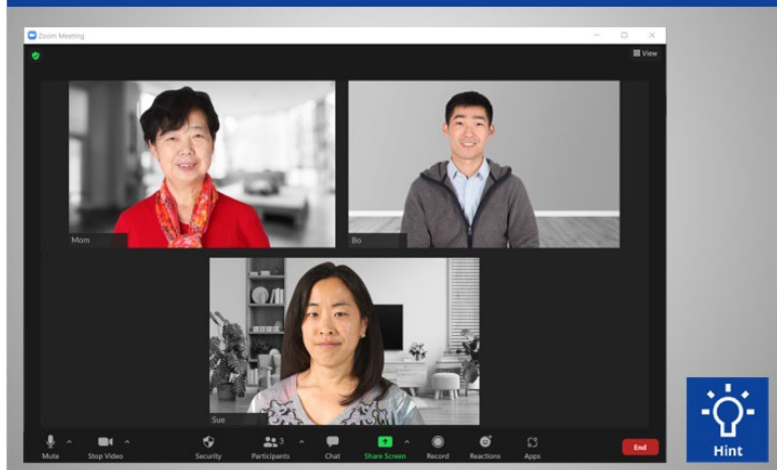 Zoom Meeting
View
Mom
Bo
Sue
Mute
Stop Video
Security
Participants
3
Chat
Share Screen
Record
Reactions
Apps
End
Hint